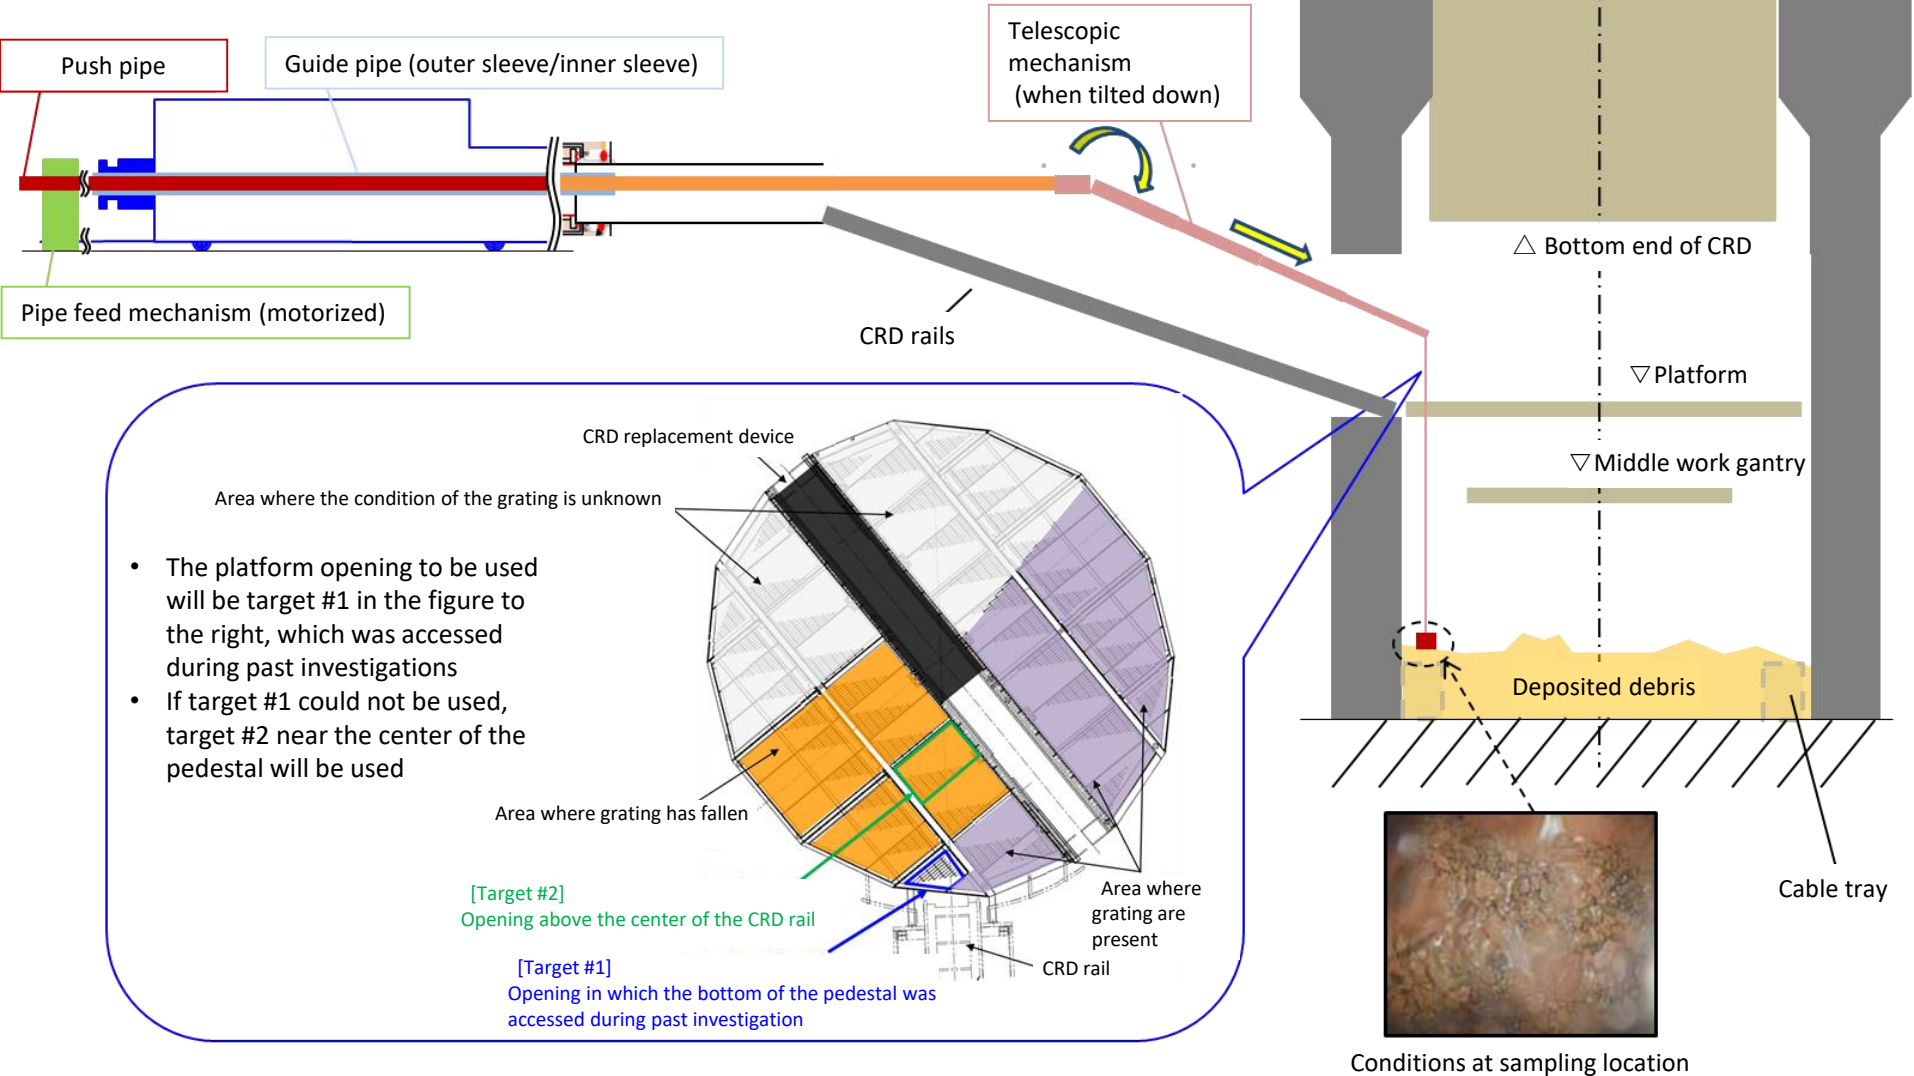 Push pipe
Guide pipe (outer sleeve/inner sleeve)
Telescopic
mechanism
(when tilted down)
Pipe feed mechanism (motorized)
CRD rails
△ Bottom end of CRD
▽Platform
▽Middle work gantry
Deposited debris
Cable tray
Conditions at sampling location
• The platform opening to be used
will be target #1 in the figure to
the right, which was accessed
during past investigations
• If target #1 could not be used,
target #2 near the center of the
pedestal will be used
CRD replacement device
Area where the condition of the grating is unknown
Area where grating has fallen
[Target #2]
Opening above the center of the CRD rail
[Target #1]
Opening in which the bottom of the pedestal was
accessed during past investigation
Area where
grating are
present
CRD rail